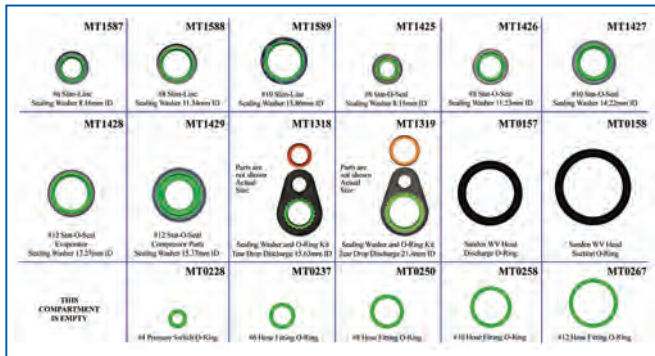 MT1587
MT1588
MT1589
MT1425
MT1426
MT1427
#6 Slim-Line
Sealing Washer 8.16mm ID
#8 Slim-Line
Sealing Washer 11.34mm ID
#10 Slim-Line
Sealing Washer 13.86mm ID
#6 Stat-O-Seal
Sealing Washer 8.15mm ID
#8 Stat-O-Seal
Sealing Washer 11.23mm ID
#10 Stat-O-Seal
Sealing Washer 14.22mm ID
MT1428
MT1429
MT1318
MT1319
MT0157
MT0158
#12 Stat-O-Seal
Evaporator
Sealing Washer 17.25mm ID
#12 Stat-O-Seal
Compressor Ports
Sealing Washer 15.77mm ID
Parts are
not shown
Actual
Size
Sealing Washer and O-Ring Kit
Tear Drop Discharge 15.62mm ID
Parts are
not shown
Actual
Size
Sealing Washer and O-Ring Kit
Tear Drop Discharge 21.4mm ID
Sanden WV Head
Discharge O-Ring
Sanden WV Head
Suction O-Ring
THIS
COMPARTMENT
IS EMPTY
MT0228
MT0237
MT0250
MT0258
MT0267
#4 Pressure Switch O-Ring
#6 Hose Fitting O-Ring
#8 Hose Fitting O-Ring
#10 Hose Fitting O-Ring
#12 Hose Fitting O-Ring